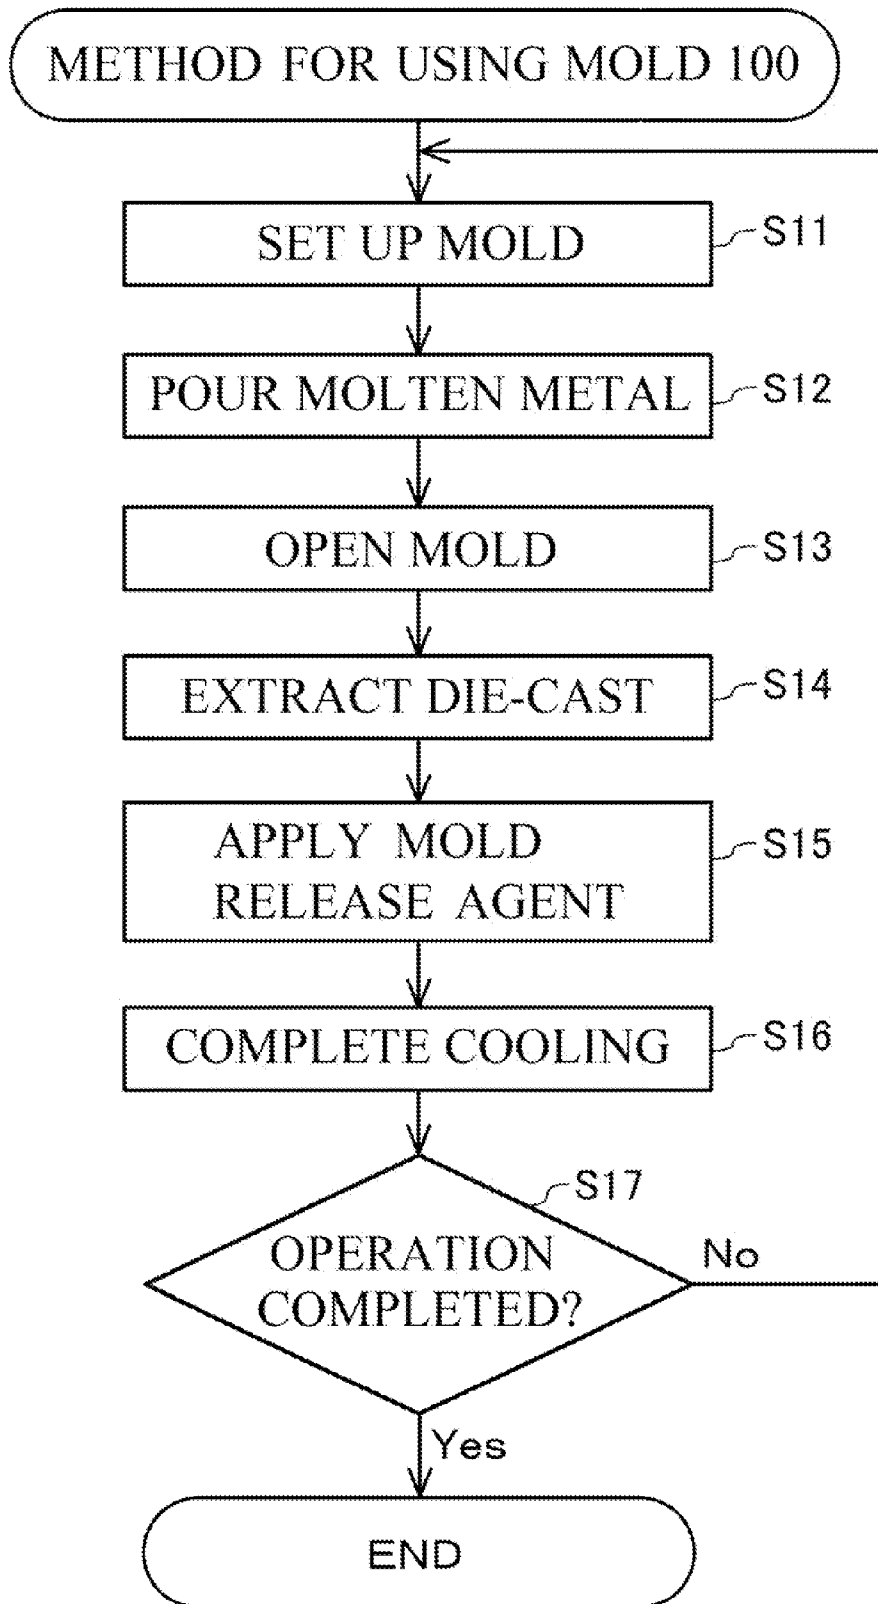 METHOD FOR USING MOLD 100
SET UP MOLD
S11
POUR MOLTEN METAL
S12
OPEN MOLD
S13
EXTRACT DIE-CAST
S14
APPLY MOLD
RELEASE AGENT
S15
COMPLETE COOLING
S16
S17
OPERATION
COMPLETED?
No
Yes
END